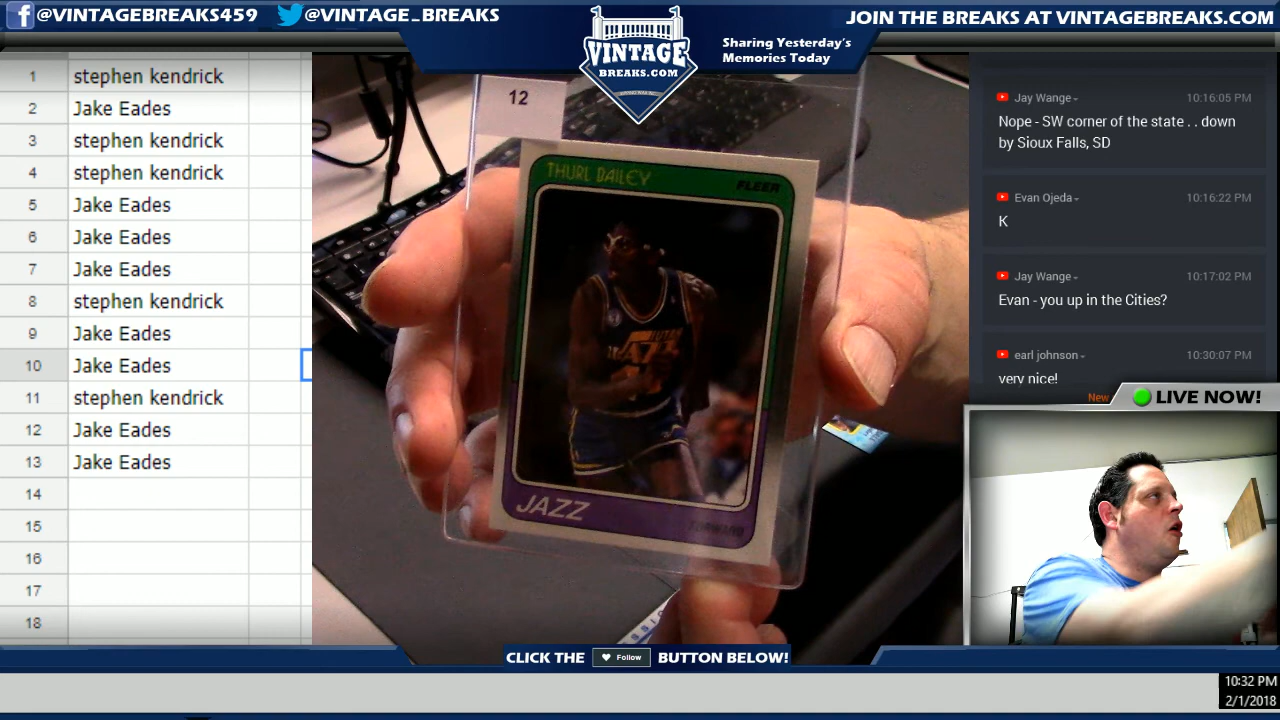 @VINTAGEBREAKS459
@VINTAGE_BREAKS
VINTAGE
BREAKS.COM
Sharing Yesterday's
Memories Today
JOIN THE BREAKS AT VINTAGEBREAKS.COM
1 stephen kendrick
2 Jake Eades
3 stephen kendrick
4 stephen kendrick
5 Jake Eades
6 Jake Eades
7 Jake Eades
8 stephen kendrick
9 Jake Eades
10 Jake Eades
11 stephen kendrick
12 Jake Eades
13 Jake Eades
14
15
16
17
18
12
THURL BAILEY
FLEER
UTAH
JAZZ
JAZZ
FORWARD
Jay Wange 10:16:05 PM
Nope - SW corner of the state . . down
by Sioux Falls, SD
Evan Ojeda 10:16:22 PM
K
Jay Wange 10:17:02 PM
Evan - you up in the Cities?
earl johnson 10:30:07 PM
very nice!
New
LIVE NOW!
CLICK THE Follow BUTTON BELOW!
10:32 PM
2/1/2018